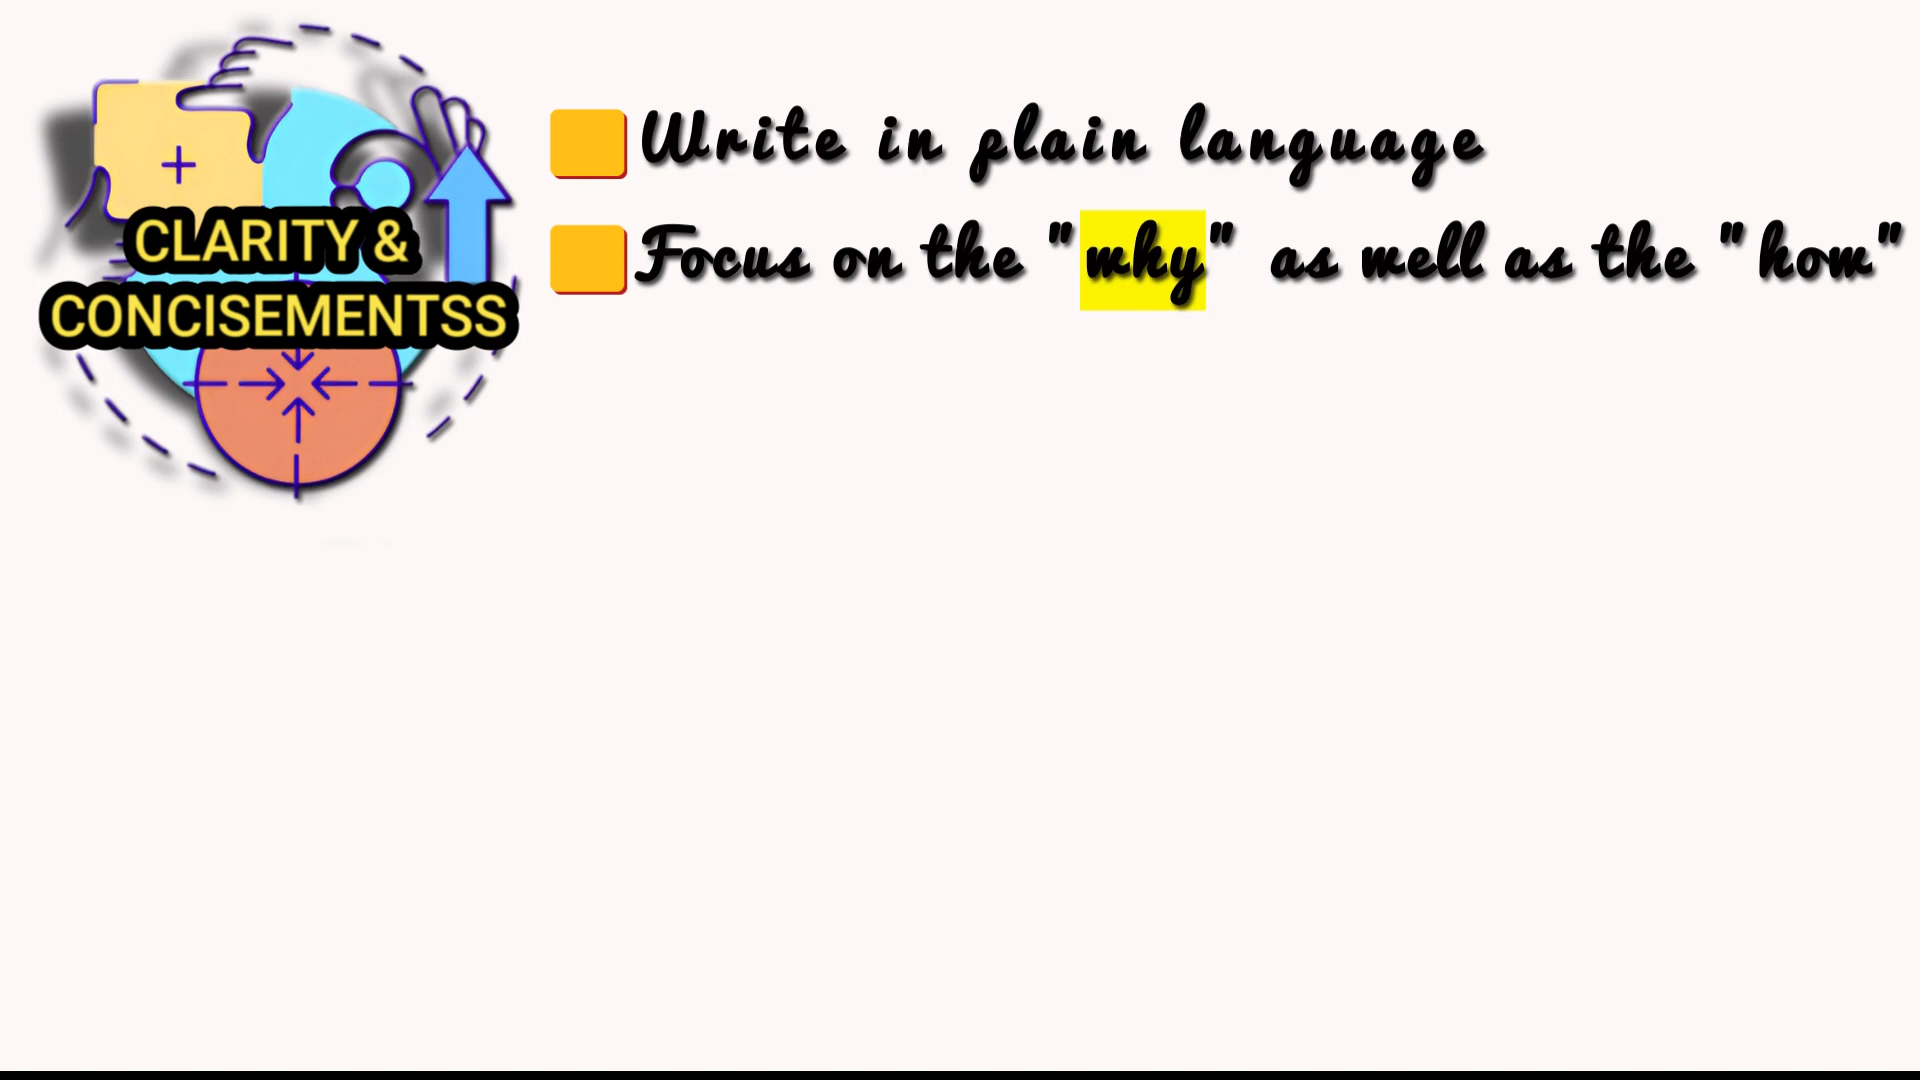 CLARITY &
CONCISEMENTSS
Write in plain language
Focus on the "why" as well as the "how"